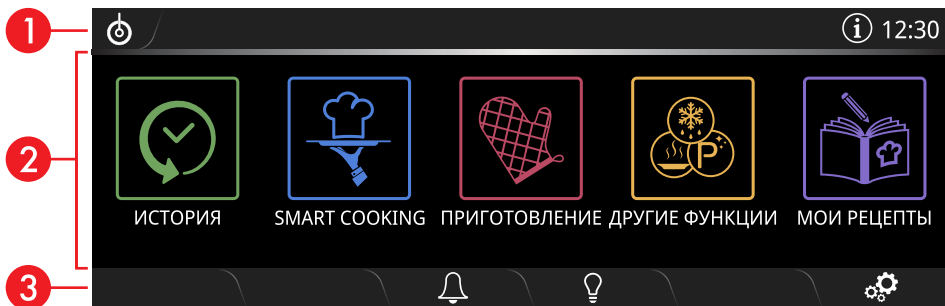 1
12:30
2
P
ИСТОРИЯ
SMART COOKING
ПРИГОТОВЛЕНИЕ
ДРУГИЕ ФУНКЦИИ
МОИ РЕЦЕПТЫ
3